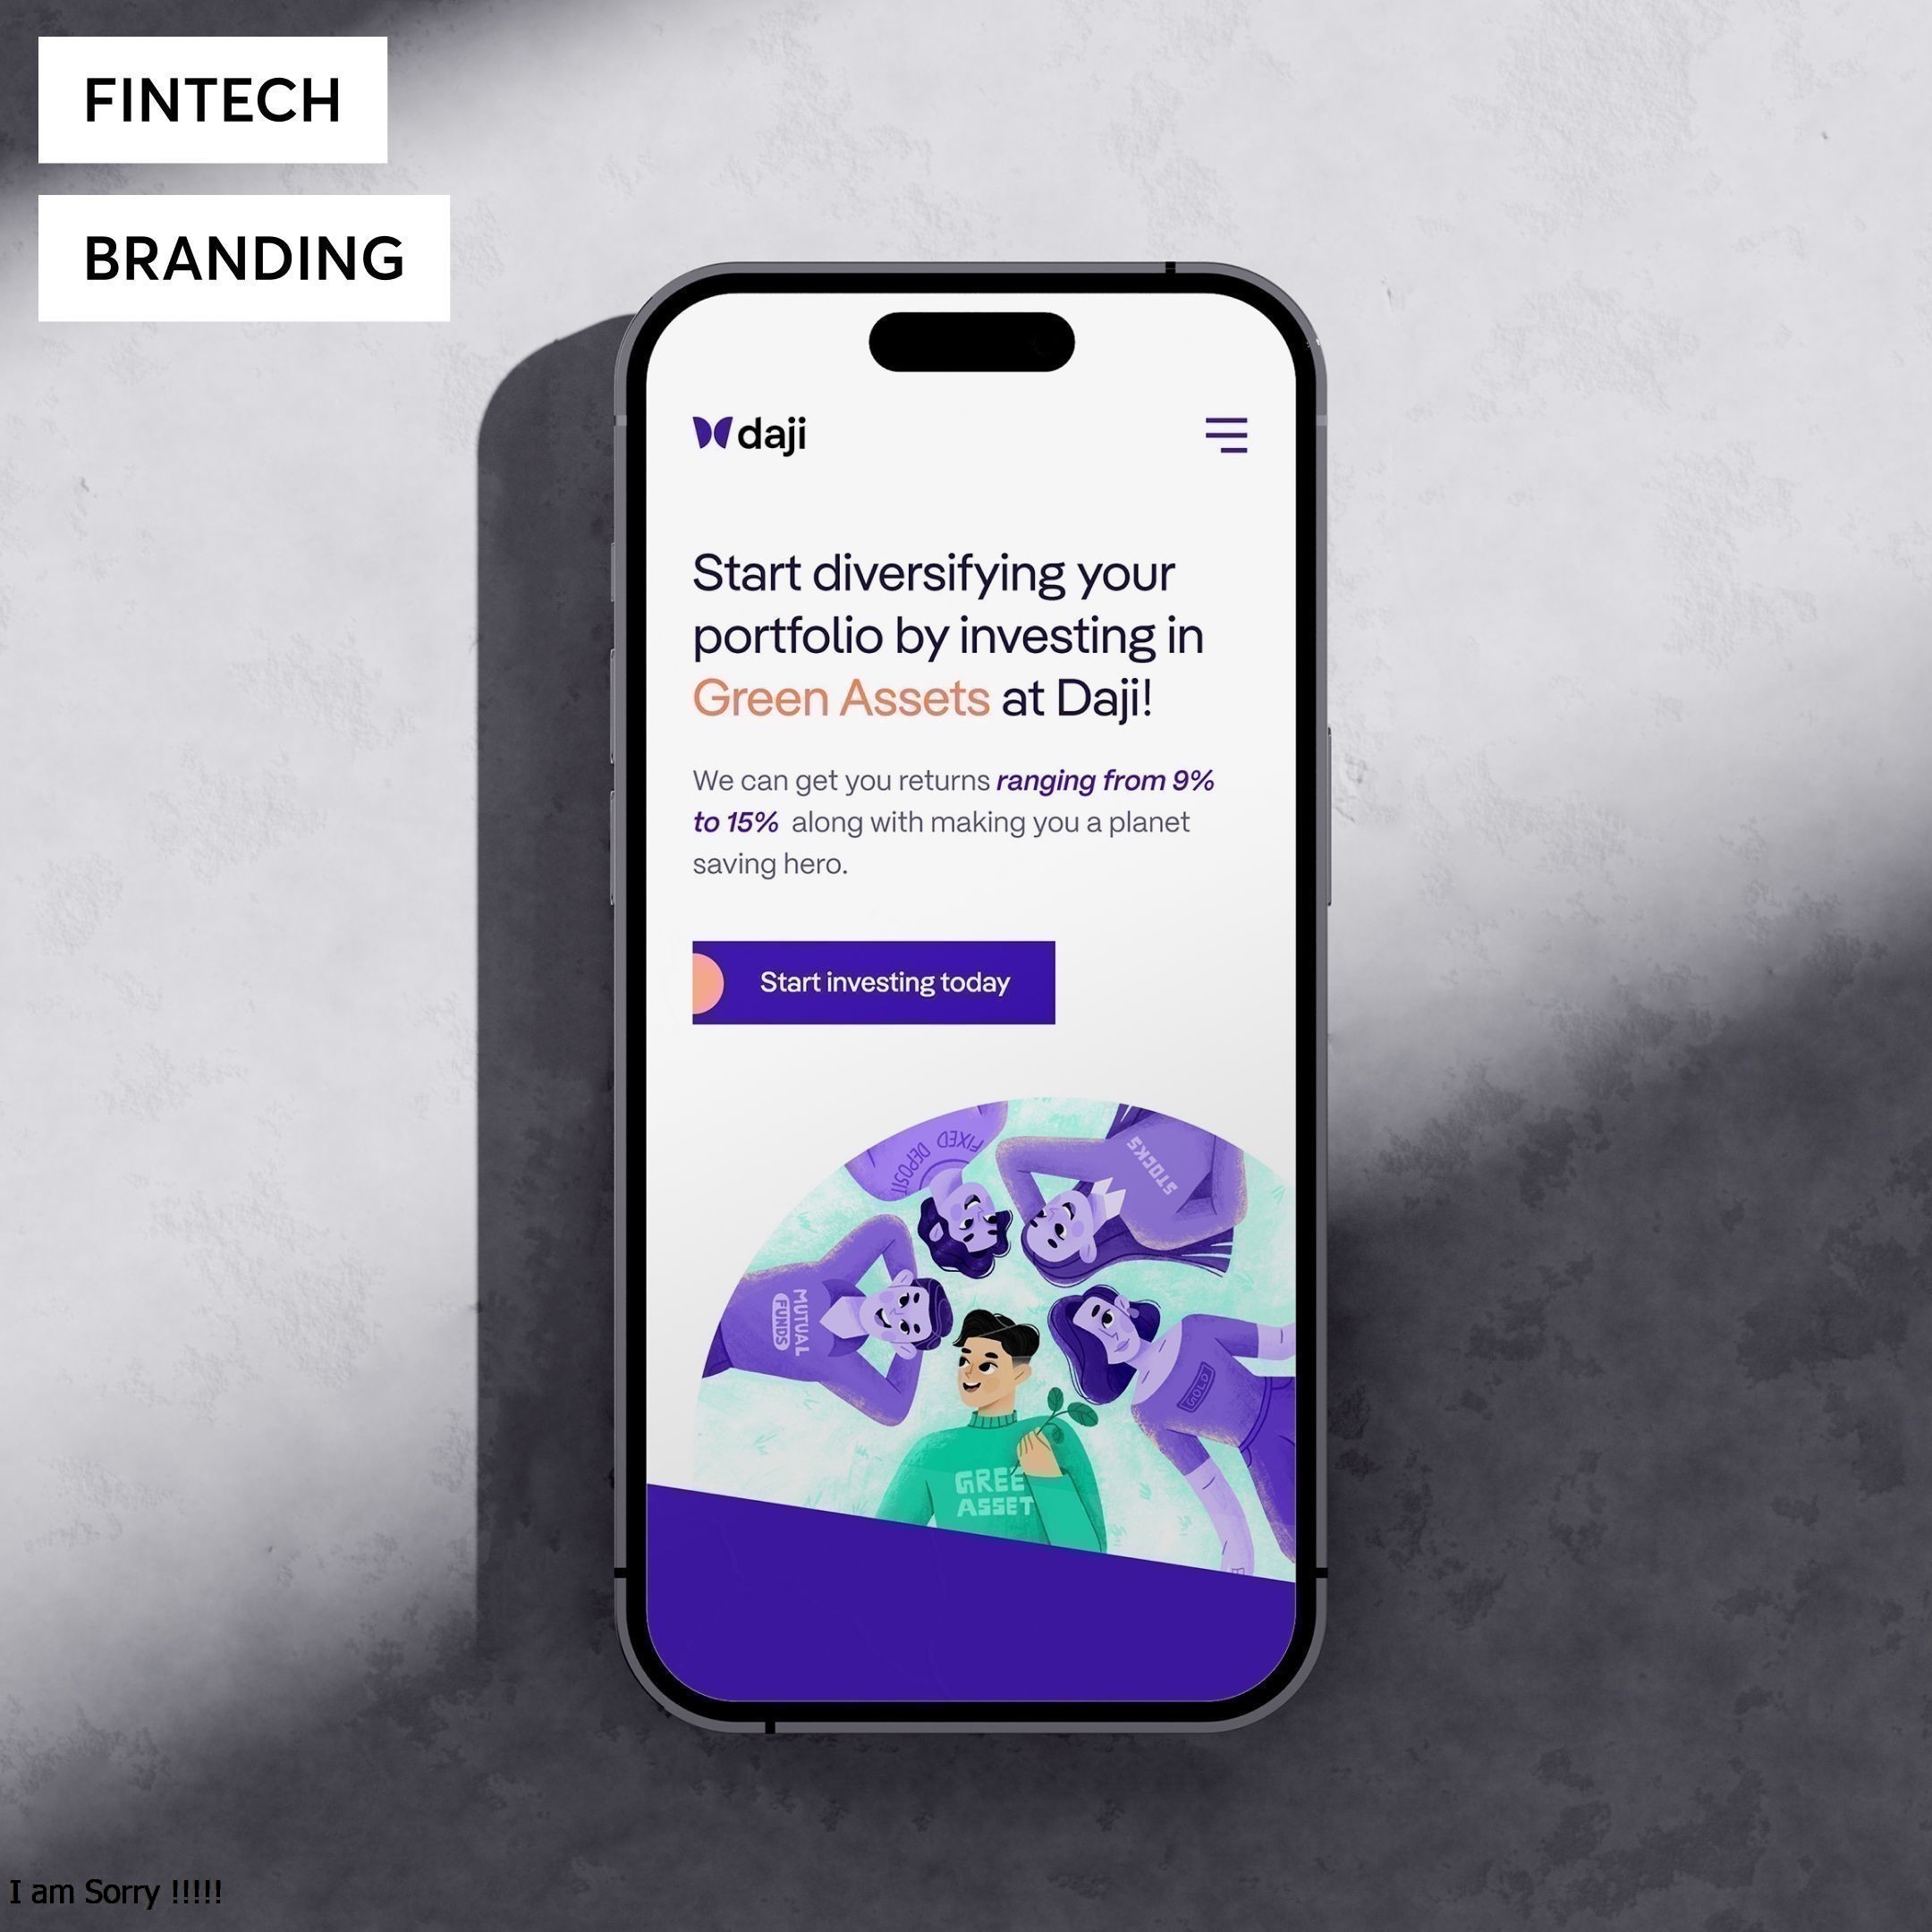 FINTECH
BRANDING
daji
Start diversifying your
portfolio by investing in
Green Assets at Daji!
We can get you returns ranging from 9%
to 15% along with making you a planet
saving hero.
Start investing today
FIXED DEPOSIT
STOCKS
MUTUAL
FUNDS
GOLD
GREE
ASSET
I am Sorry !!!!!